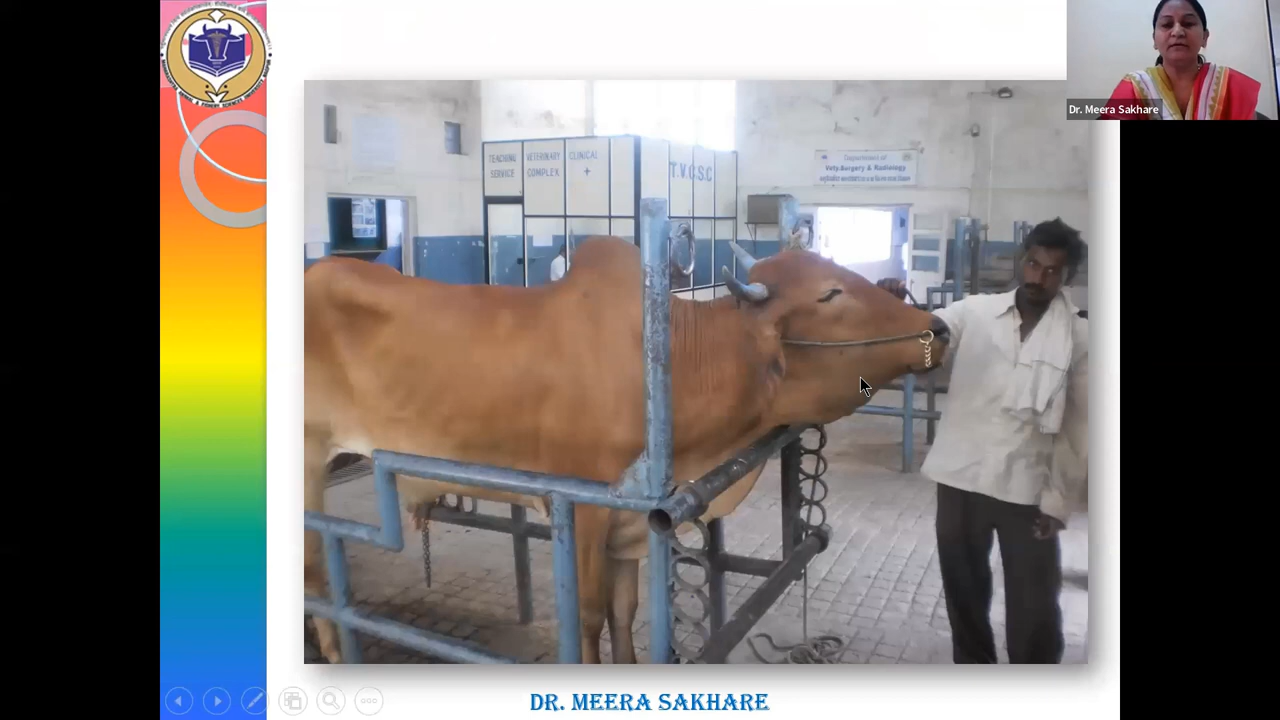 Dr. Meera Sakhare
TEACHING VETERINARY CLINICAL
SERVICE COMPLEX +
T.V.C.S.C
Department of
Vety.Surgery & Radiology
DR. MEERA SAKHARE